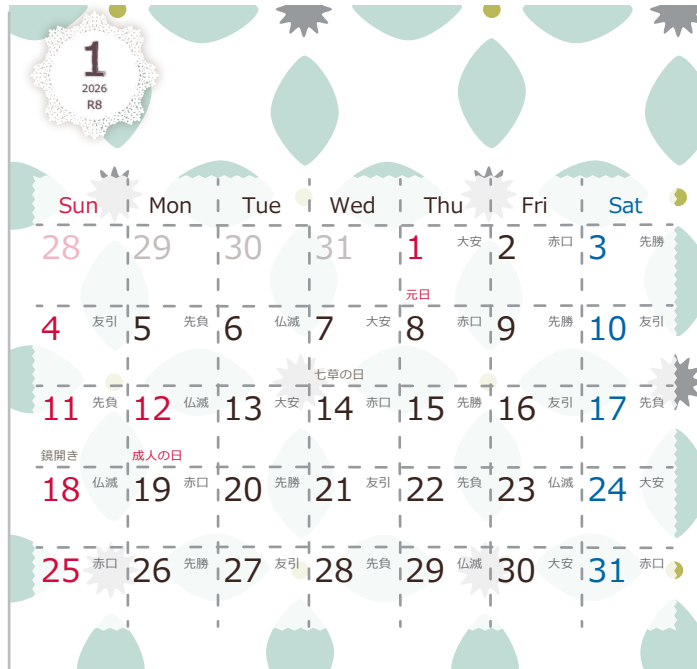 1
2026
R8
Sun Mon Tue Wed Thu Fri Sat
28 29 30 31 1 大安 2 赤口 3 先勝
元日
4 友引 5 先負 6 仏滅 7 大安 8 赤口 9 先勝 10 友引
七草の日
11 先負 12 仏滅 13 大安 14 赤口 15 先勝 16 友引 17 先負
鏡開き 成人の日
18 仏滅 19 赤口 20 先勝 21 友引 22 先負 23 仏滅 24 大安
25 赤口 26 先勝 27 友引 28 先負 29 仏滅 30 大安 31 赤口